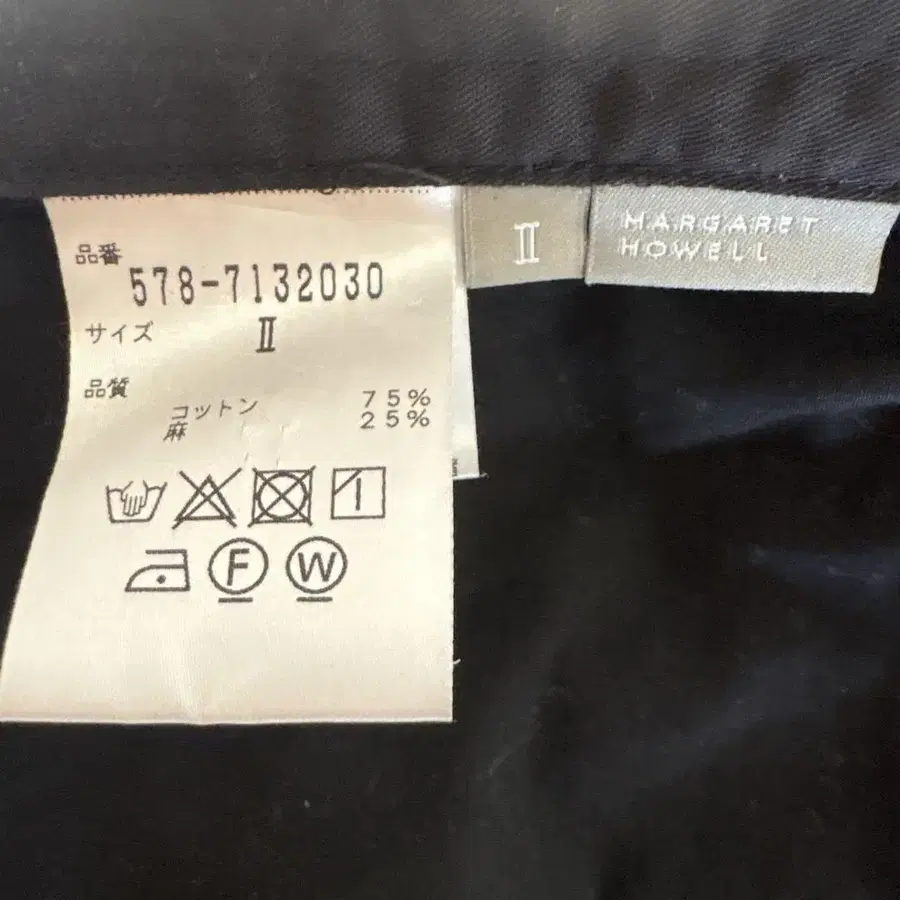 品番
578-7132030
サイズ
II
品質
コットン 75%
麻 25%
F W
II
MARGARET
HOWELL